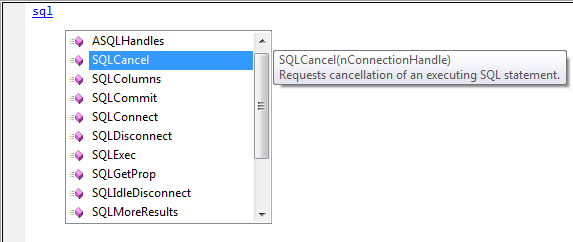 sql
ASQLHandles
SQLCancel
SQLColumns
SQLCommit
SQLConnect
SQLDisconnect
SQLExec
SQLGetProp
SQLIdleDisconnect
SQLMoreResults
SQLCancel(nConnectionHandle)
Requests cancellation of an executing SQL statement.